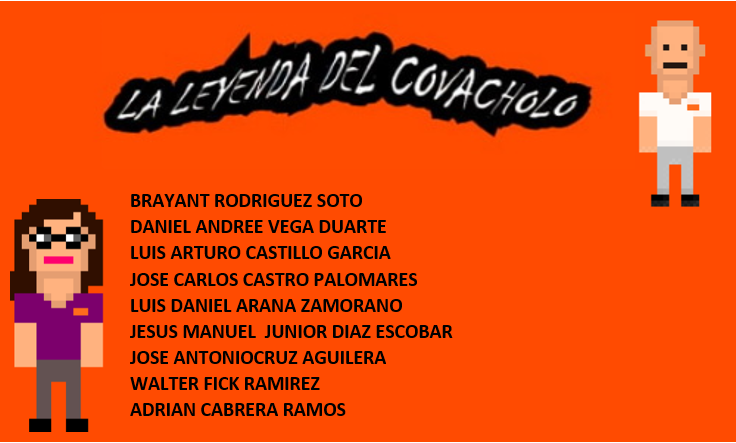 LA LEYENDA DEL COVACHOLO
BRAYANT RODRIGUEZ SOTO
DANIEL ANDREE VEGA DUARTE
LUIS ARTURO CASTILLO GARCIA
JOSE CARLOS CASTRO PALOMARES
LUIS DANIEL ARANA ZAMORANO
JESUS MANUEL  JUNIOR DIAZ ESCOBAR
JOSE ANTONIOCRUZ AGUILERA
WALTER FICK RAMIREZ
ADRIAN CABRERA RAMOS